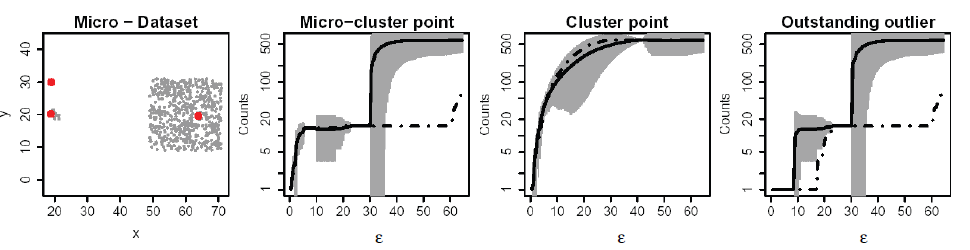 Micro - Dataset
Micro-cluster point
Cluster point
Outstanding outlier
y
40
30
20
10
0
20 30 40 50 60 70
x
Counts
500
100
20
5
1
0 10 20 30 40 50 60
ε
Counts
500
100
20
5
1
0 10 20 30 40 50 60
ε
Counts
500
100
20
5
1
0 10 20 30 40 50 60
ε